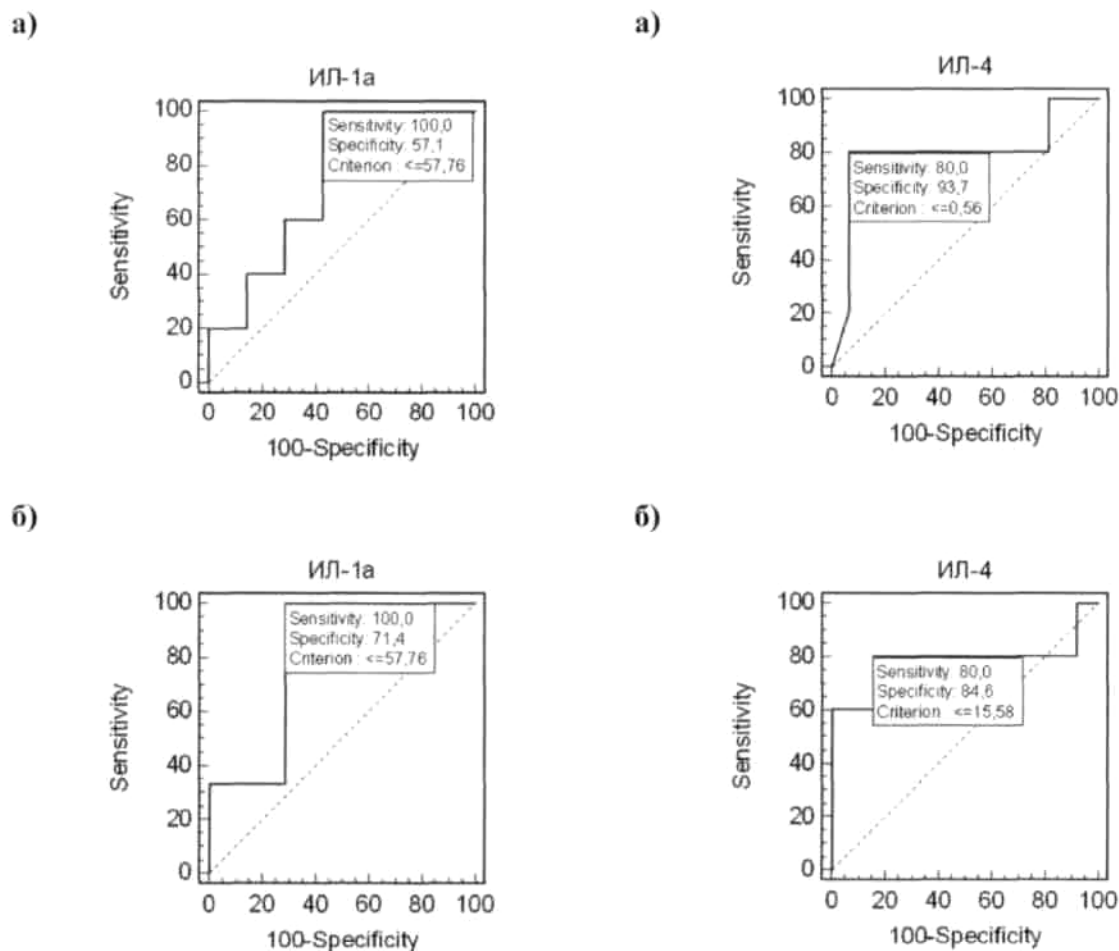 а)
ИЛ-1а
100
80
60
40
20
0
Sensitivity
Sensitivity: 100,0
Specificity: 57,1
Criterion : <=57,76
0 20 40 60 80 100
100-Specificity
а)
ИЛ-4
100
80
60
40
20
0
Sensitivity
Sensitivity: 80,0
Specificity: 93,7
Criterion : <=0,56
0 20 40 60 80 100
100-Specificity
б)
ИЛ-1а
100
80
60
40
20
0
Sensitivity
Sensitivity: 100,0
Specificity: 71,4
Criterion : <=57,76
0 20 40 60 80 100
100-Specificity
б)
ИЛ-4
100
80
60
40
20
0
Sensitivity
Sensitivity: 80,0
Specificity: 84,6
Criterion <=15,58
0 20 40 60 80 100
100-Specificity